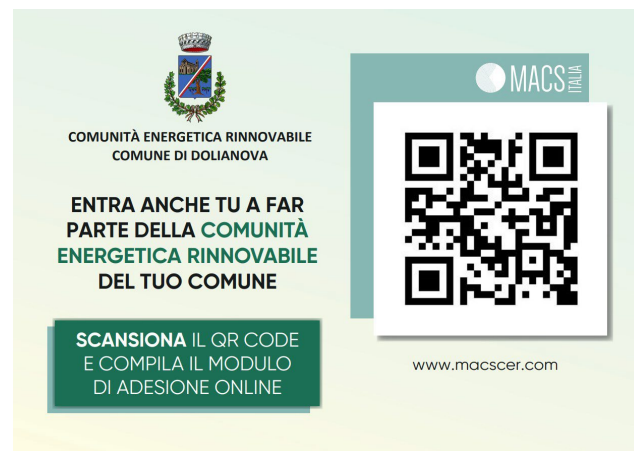 COMUNITÀ ENERGETICA RINNOVABILE
COMUNE DI DOLIANOVA
ENTRA ANCHE TU A FAR
PARTE DELLA COMUNITÀ
ENERGETICA RINNOVABILE
DEL TUO COMUNE
SCANSIONA IL QR CODE
E COMPILA IL MODULO
DI ADESIONE ONLINE
MACS ITALIA
www.macscer.com